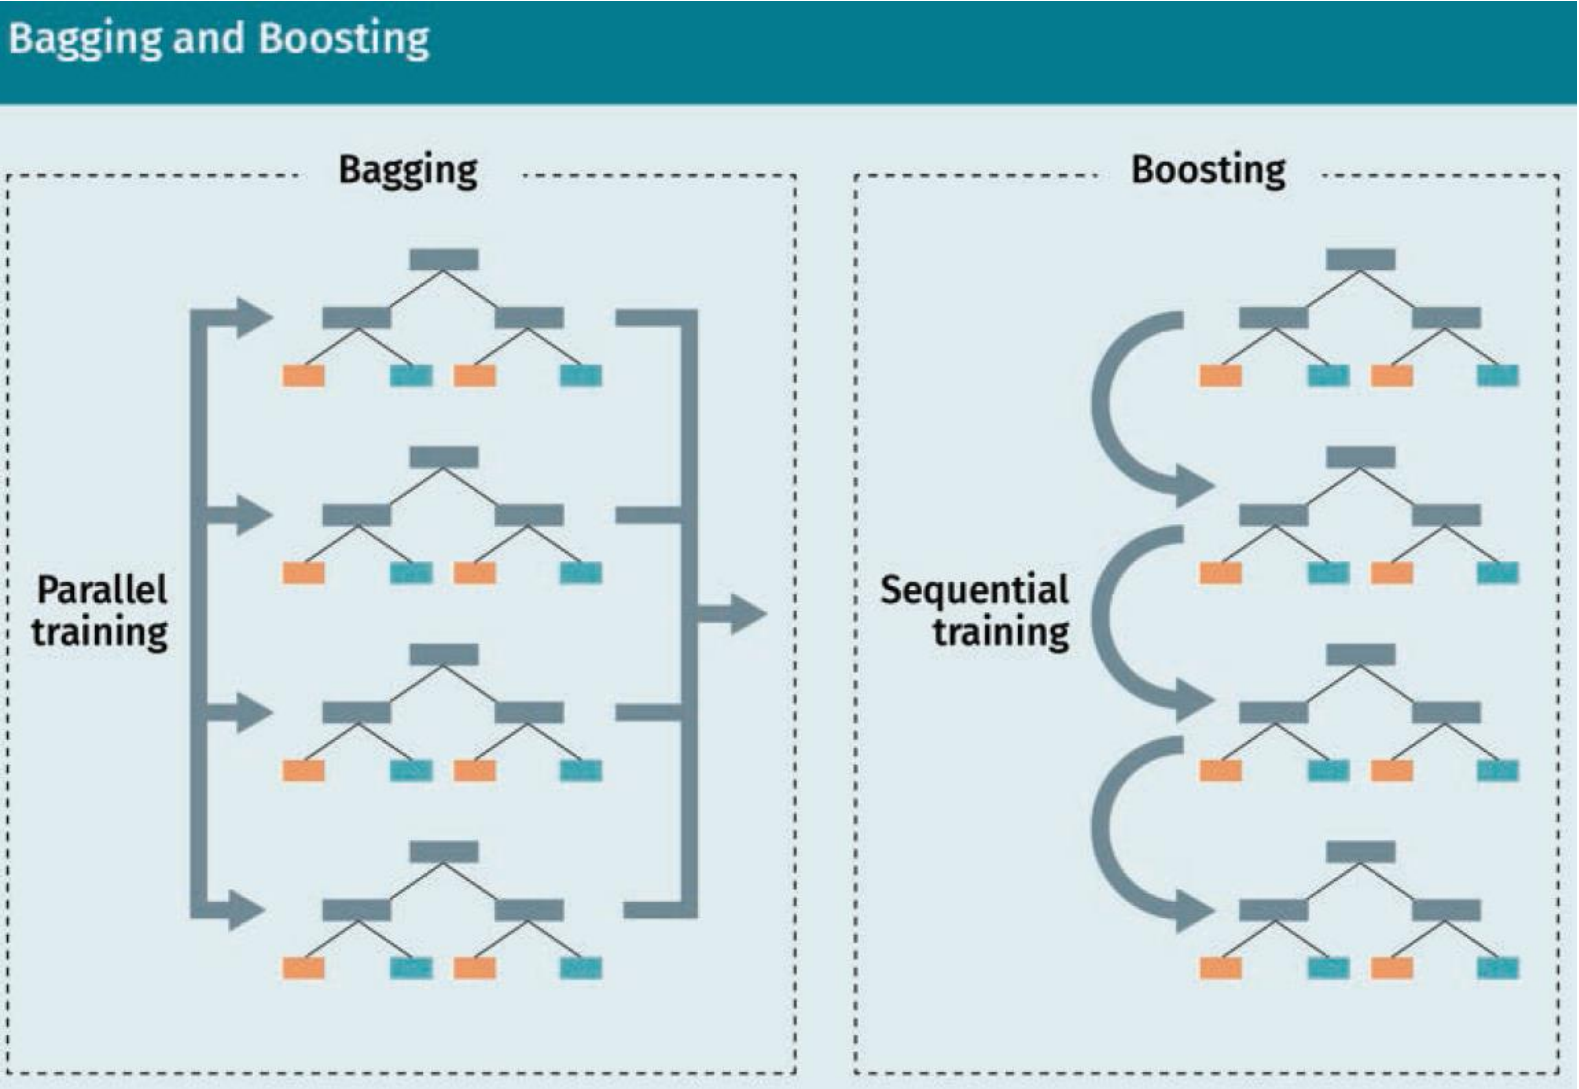 Bagging and Boosting
Bagging
Boosting
Parallel
training
Sequential
training